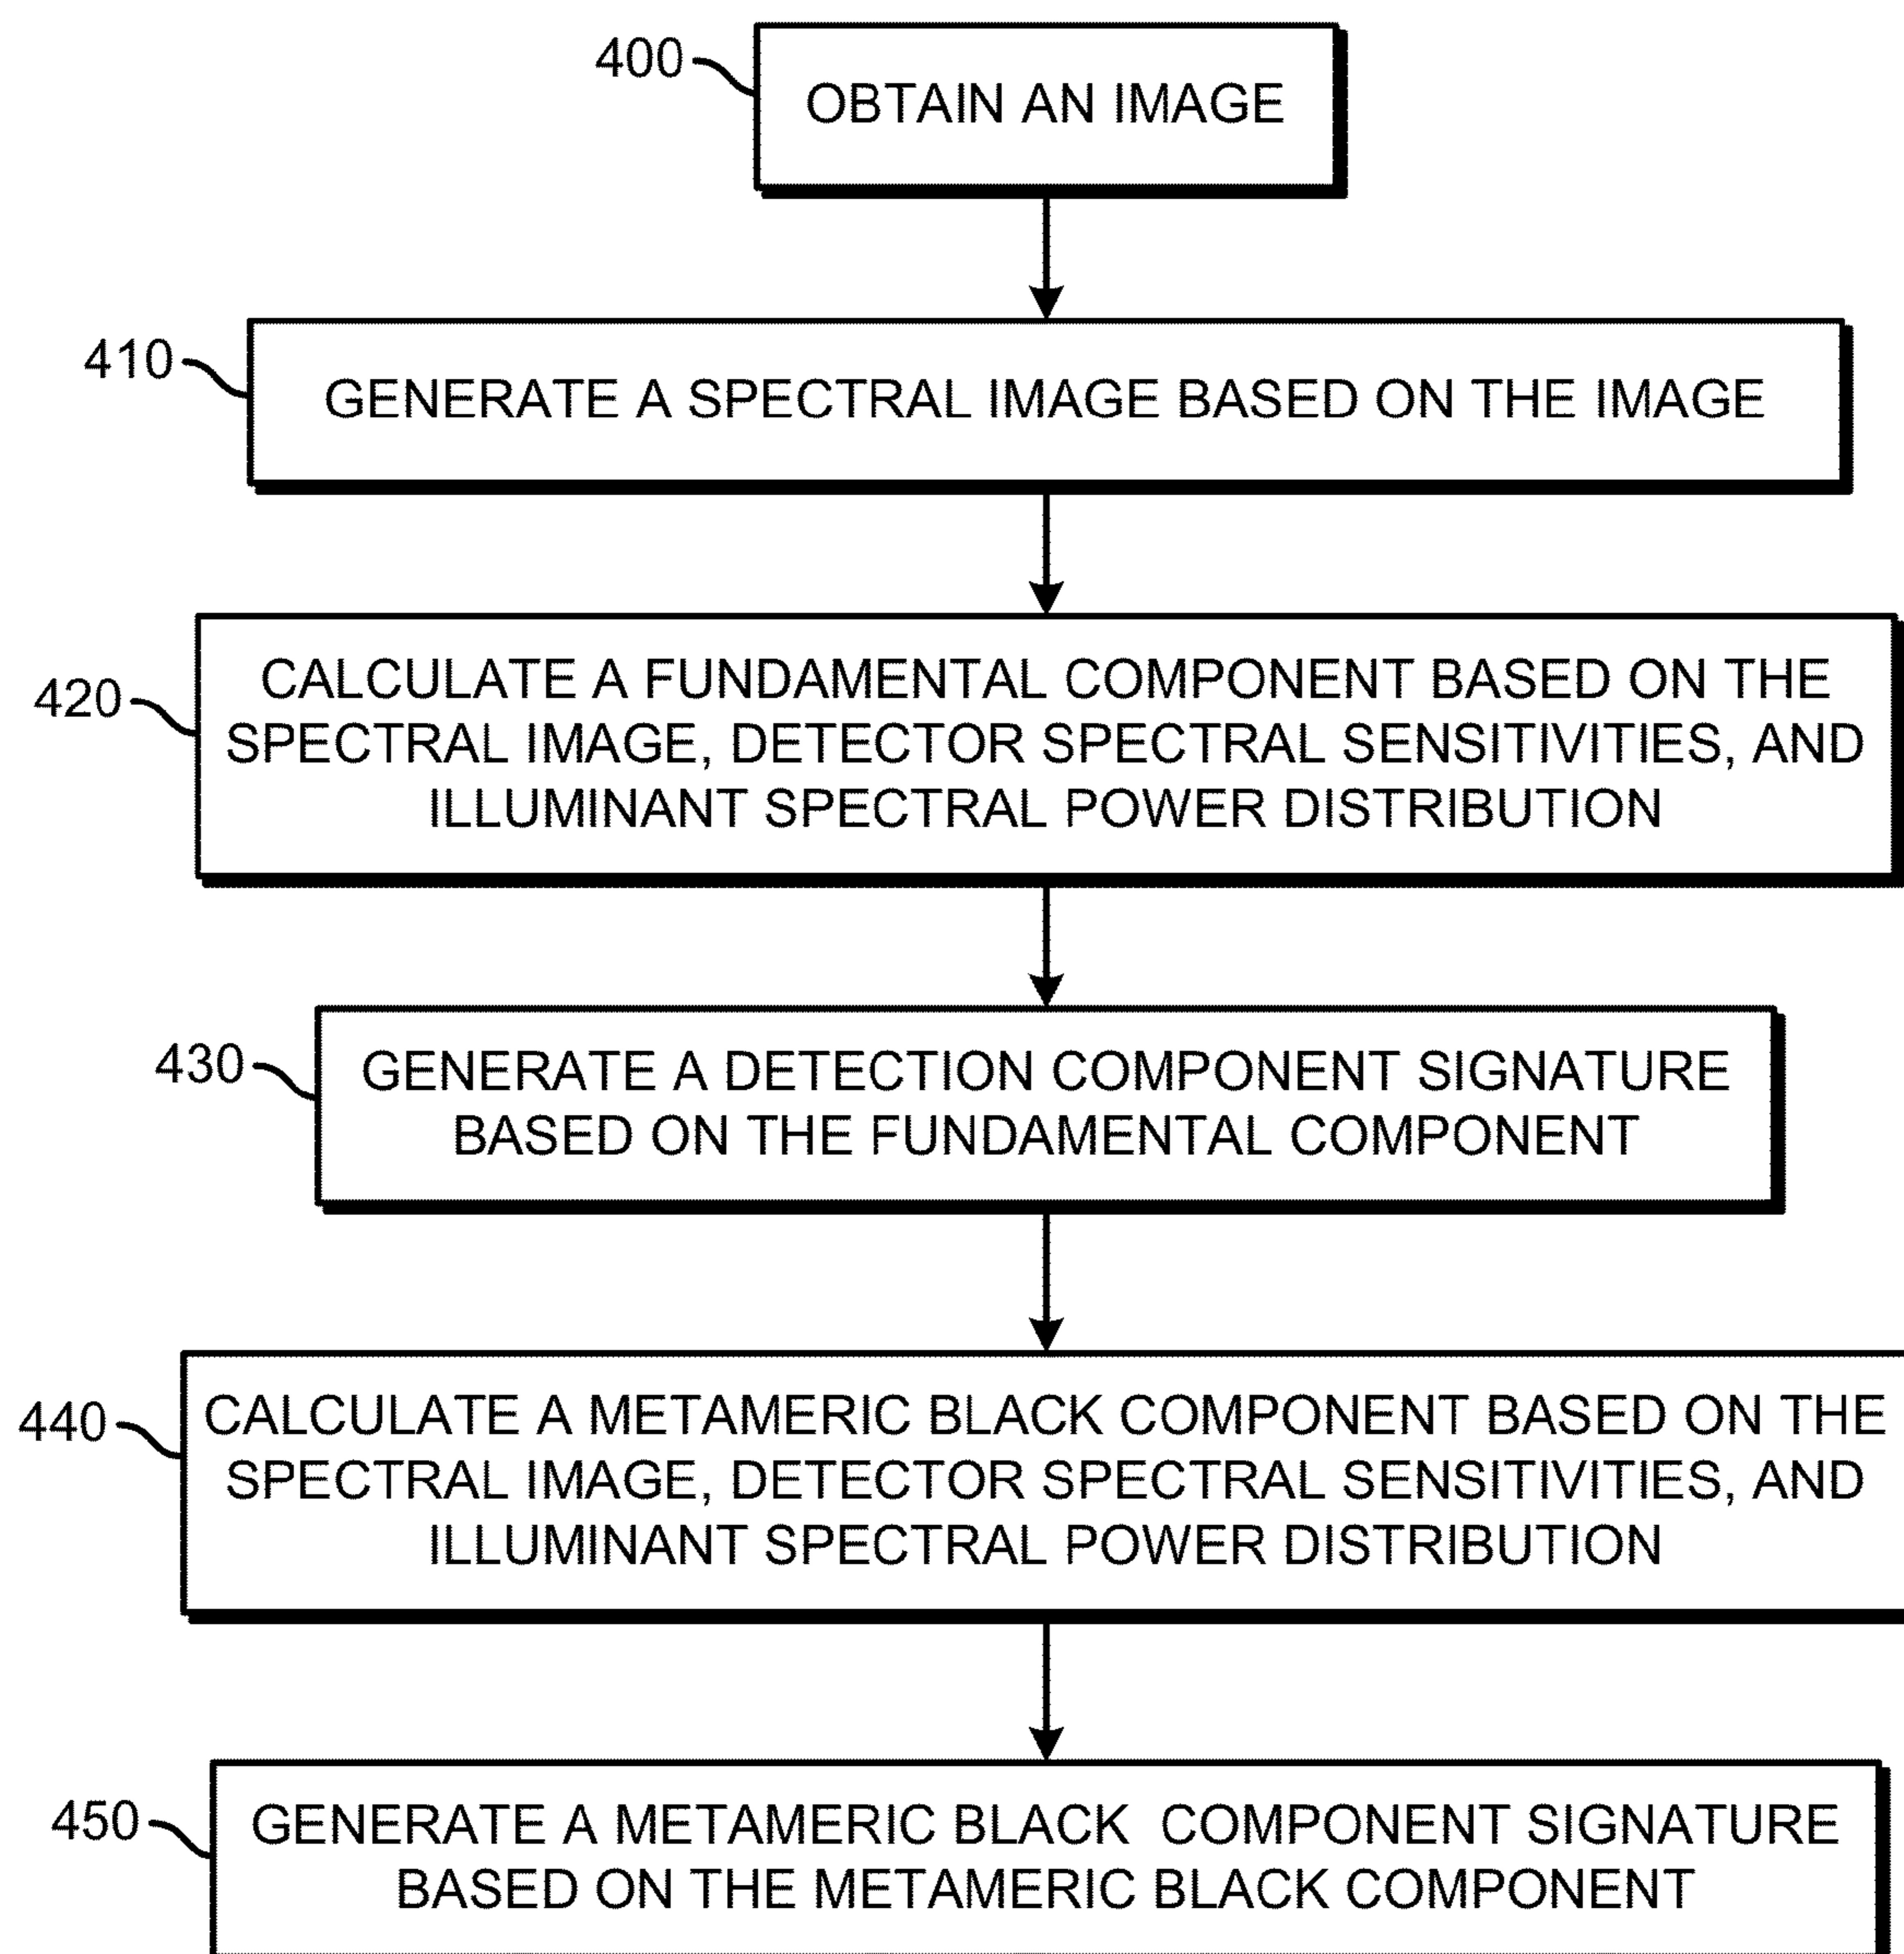 400
OBTAIN AN IMAGE
410
GENERATE A SPECTRAL IMAGE BASED ON THE IMAGE
420
CALCULATE A FUNDAMENTAL COMPONENT BASED ON THE
SPECTRAL IMAGE, DETECTOR SPECTRAL SENSITIVITIES, AND
ILLUMINANT SPECTRAL POWER DISTRIBUTION
430
GENERATE A DETECTION COMPONENT SIGNATURE
BASED ON THE FUNDAMENTAL COMPONENT
440
CALCULATE A METAMERIC BLACK COMPONENT BASED ON THE
SPECTRAL IMAGE, DETECTOR SPECTRAL SENSITIVITIES, AND
ILLUMINANT SPECTRAL POWER DISTRIBUTION
450
GENERATE A METAMERIC BLACK COMPONENT SIGNATURE
BASED ON THE METAMERIC BLACK COMPONENT